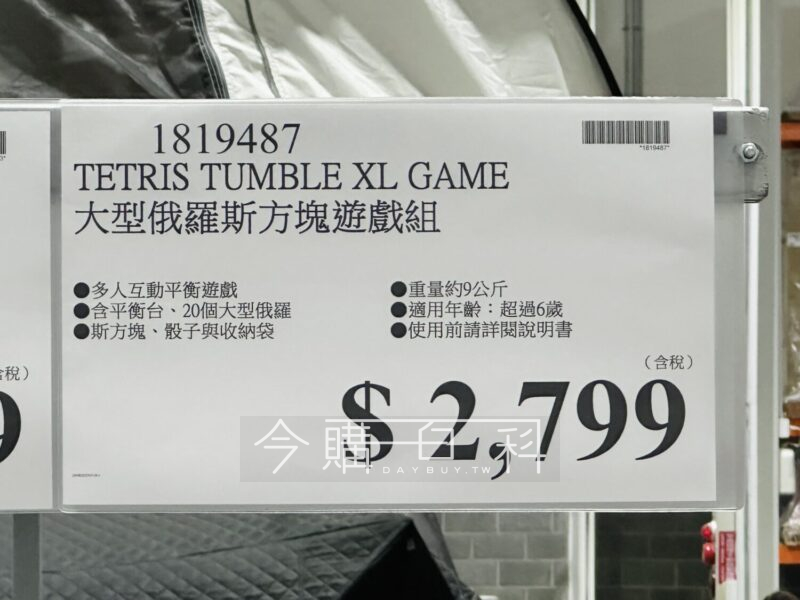 1819487
*1819487*
TETRIS TUMBLE XL GAME
大型俄羅斯方塊遊戲組
●多人互動平衡遊戲
●含平衡台、20個大型俄羅
●斯方塊、骰子與收納袋
●重量約9公斤
●適用年齡：超過6歲
●使用前請詳閱說明書
（含稅）
$ 2,799
含稅）
9
今購百科
DAYBUY.TW